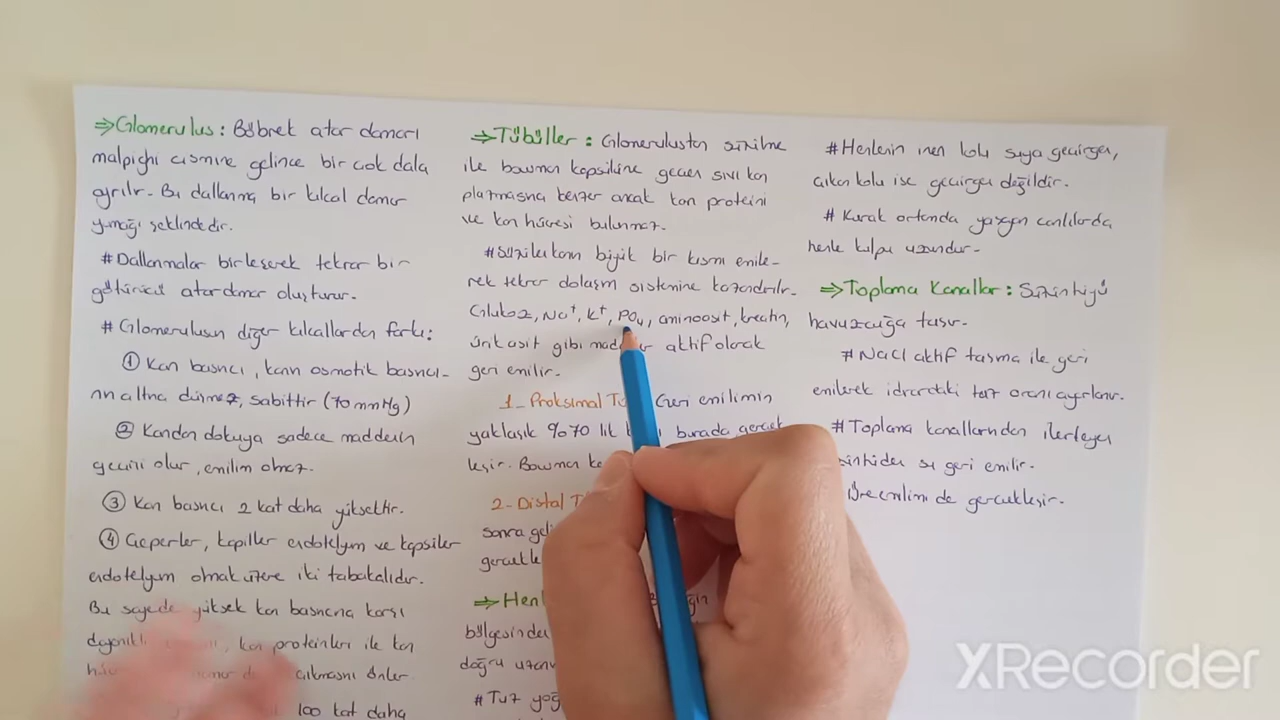 ⇒Glomerulus: Böbrek atar damarı
malpighi cismine gelince bir çok dala
ayrılır. Bu dallanma bir kılcal damar
yumağı şeklindedir.
#Dallanmalar birleşerek tekrar bir
götürücü atardamar oluşturur.
# Glomerulusun diğer kılcallardan farkı:
① Kan basıncı, kanın osmotik basıncı-
nın altına düşmez, sabittir (70 mmHg)
② Kandan dokuya sadece maddenin
geçişi olur, emilim olmaz.
③ Kan basıncı 2 kat daha yüksektir.
④ Çeperler, kapiller endotelyum ve kapsüler
endotelyum olmak üzere iki tabakalıdır.
Bu sayede yüksek kan basıncına karşı
kan proteinleri ile kan
çıkmasını önler
100 kat daha
⇒Tübüller: Glomerulustan süzülme
ile bowman kapsülüne geçen sıvı kan
plazmasına benzer ancak kan proteini
ve kan hücresi bulunmaz.
#Süzülen kanın büyük bir kısmı emile-
rek tekrar dolaşım sistemine kazandırılır.
Glukoz, Na⁺, K⁺, PO₄, aminoasit, kreatin,
ürik asit gibi aktif olarak
geri emilir.
1- Proksimal Geri emilimin
yaklaşık %70 lik burada gerçek
leşir. Bowman
2- Distal
sonra
⇒Hen
bölgesinden
doğru
#Tuz
#Henlenin inen kolu suya geçirgen,
çıkan kolu ise geçirgen değildir.
# Kurak ortamda yaşayan canlılarda
henle kulpu uzundur.
⇒Toplama Kanalları: Süzüntüyü
havuzcuğa taşır.
#NaCl aktif taşıma ile geri
emilerek idrardaki tuz oranı ayarlanır.
#Toplama kanallarından ilerleyen
su geri emilir.
Üre emilimi de gerçekleşir.
XRecorder